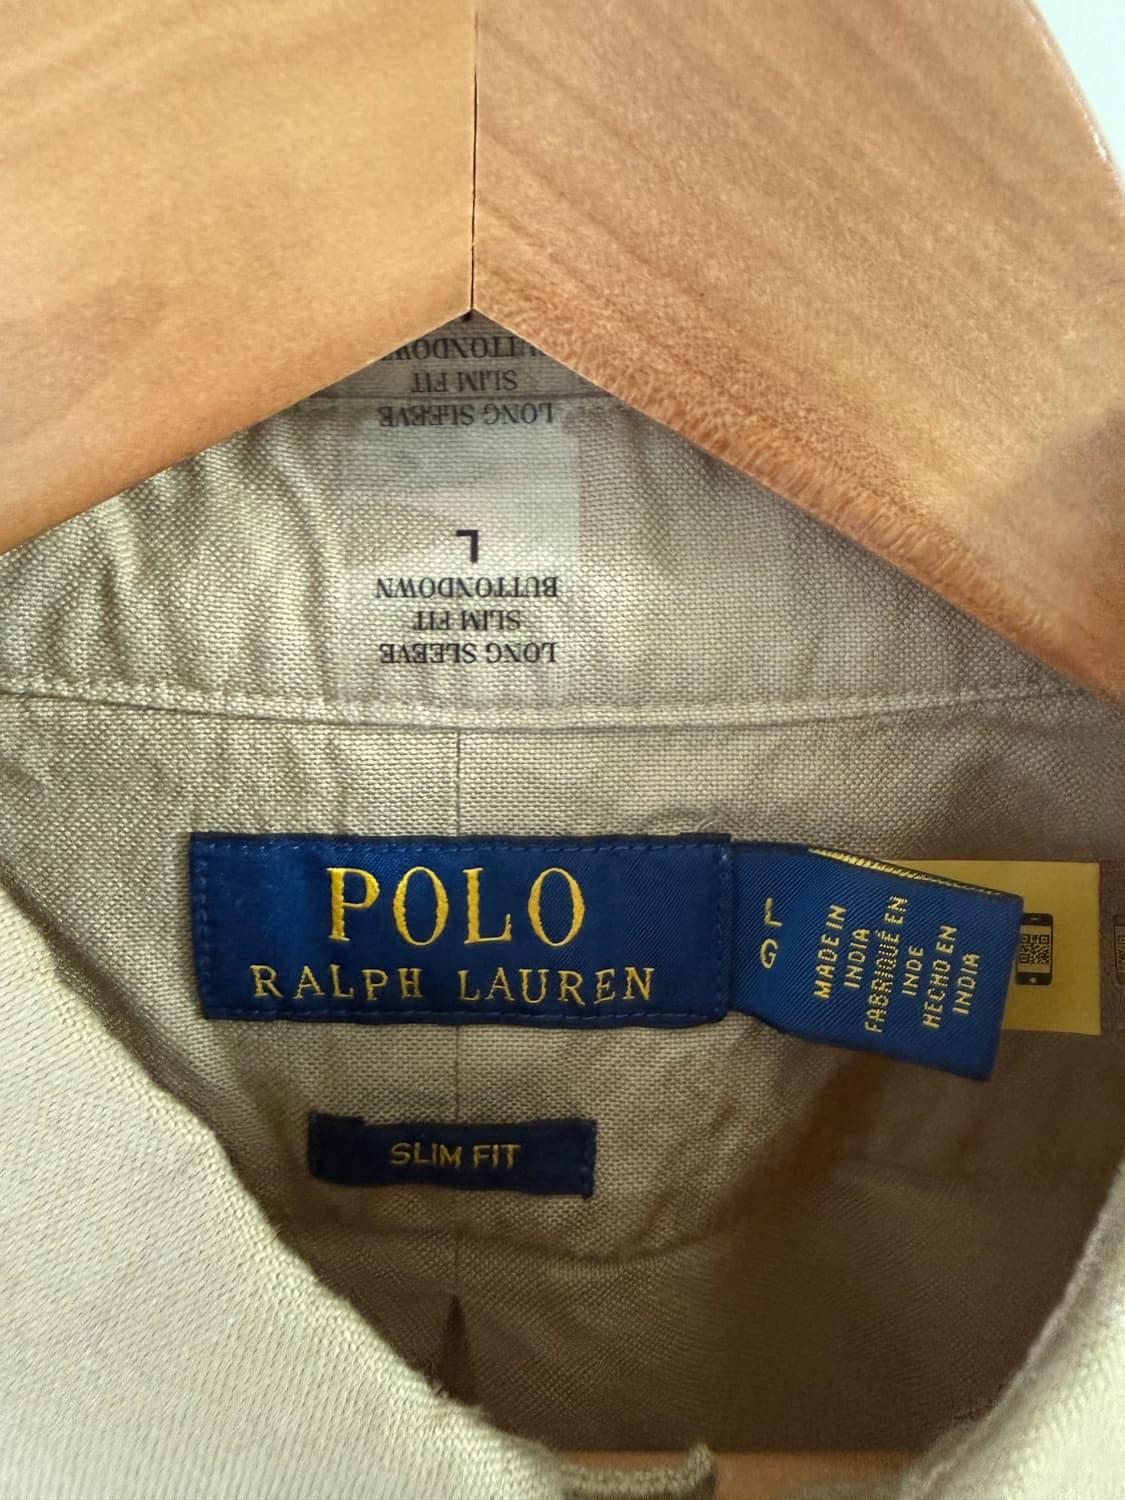 BUTTONDOWN
SLIM FIT
LONG SLEEVE
L
BUTTONDOWN
SLIM FIT
LONG SLEEVE
POLO
RALPH LAUREN
L
G
MADE IN
INDIA
FABRIQUÉ EN
INDE
HECHO EN
INDIA
SLIM FIT